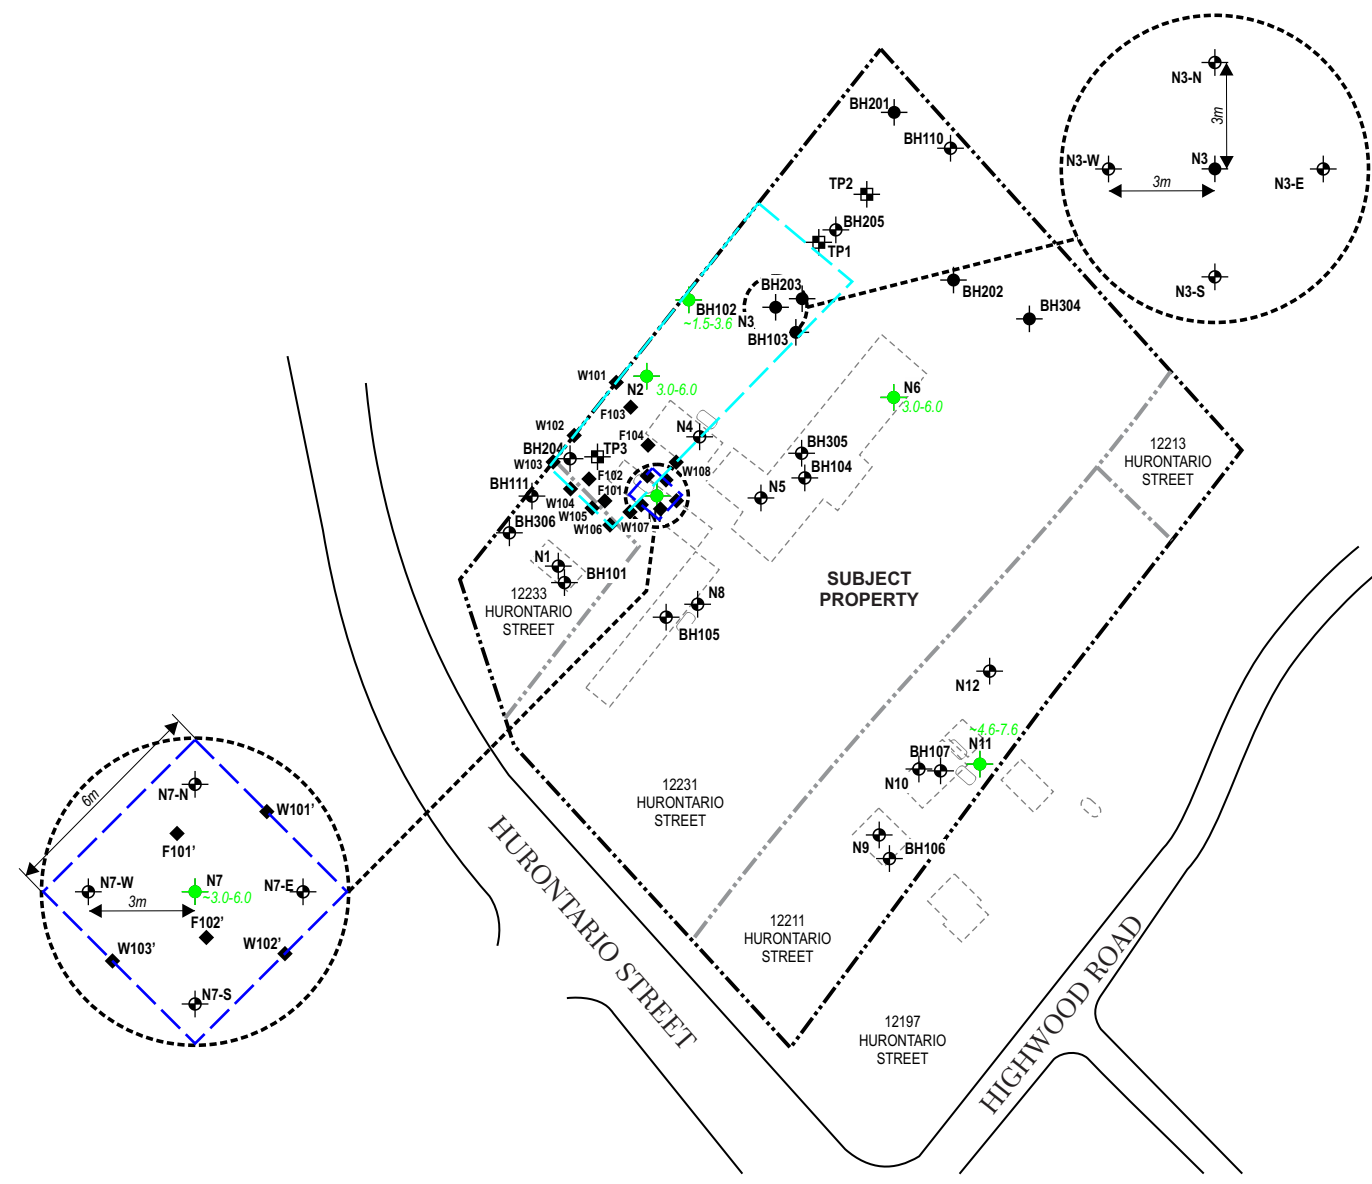 N3-N
3m
N3-W
N3
3m
N3-E
N3-S
BH201
BH110
TP2
BH205
TP1
BH203
BH202
BH102
~1.5-3.6
N3
BH103
BH304
W101
N2
3.0-6.0
F103
N6
3.0-6.0
W102
F104
N4
BH204
TP3
W103
W108
BH305
BH104
F102
BH111
W104
F101
N5
W105
BH306
W106
W107
12213
HURONTARIO
STREET
N1
BH101
12233
HURONTARIO
STREET
N8
BH105
SUBJECT
PROPERTY
N12
~4.6-7.6
N11
BH107
N10
N9
BH106
12231
HURONTARIO
STREET
12211
HURONTARIO
STREET
12197
HURONTARIO
STREET
HURONTARIO STREET
HIGHWOOD ROAD
6m
N7-N
W101'
F101'
N7-W
N7
~3.0-6.0
N7-E
3m
F102'
W103'
W102'
N7-S